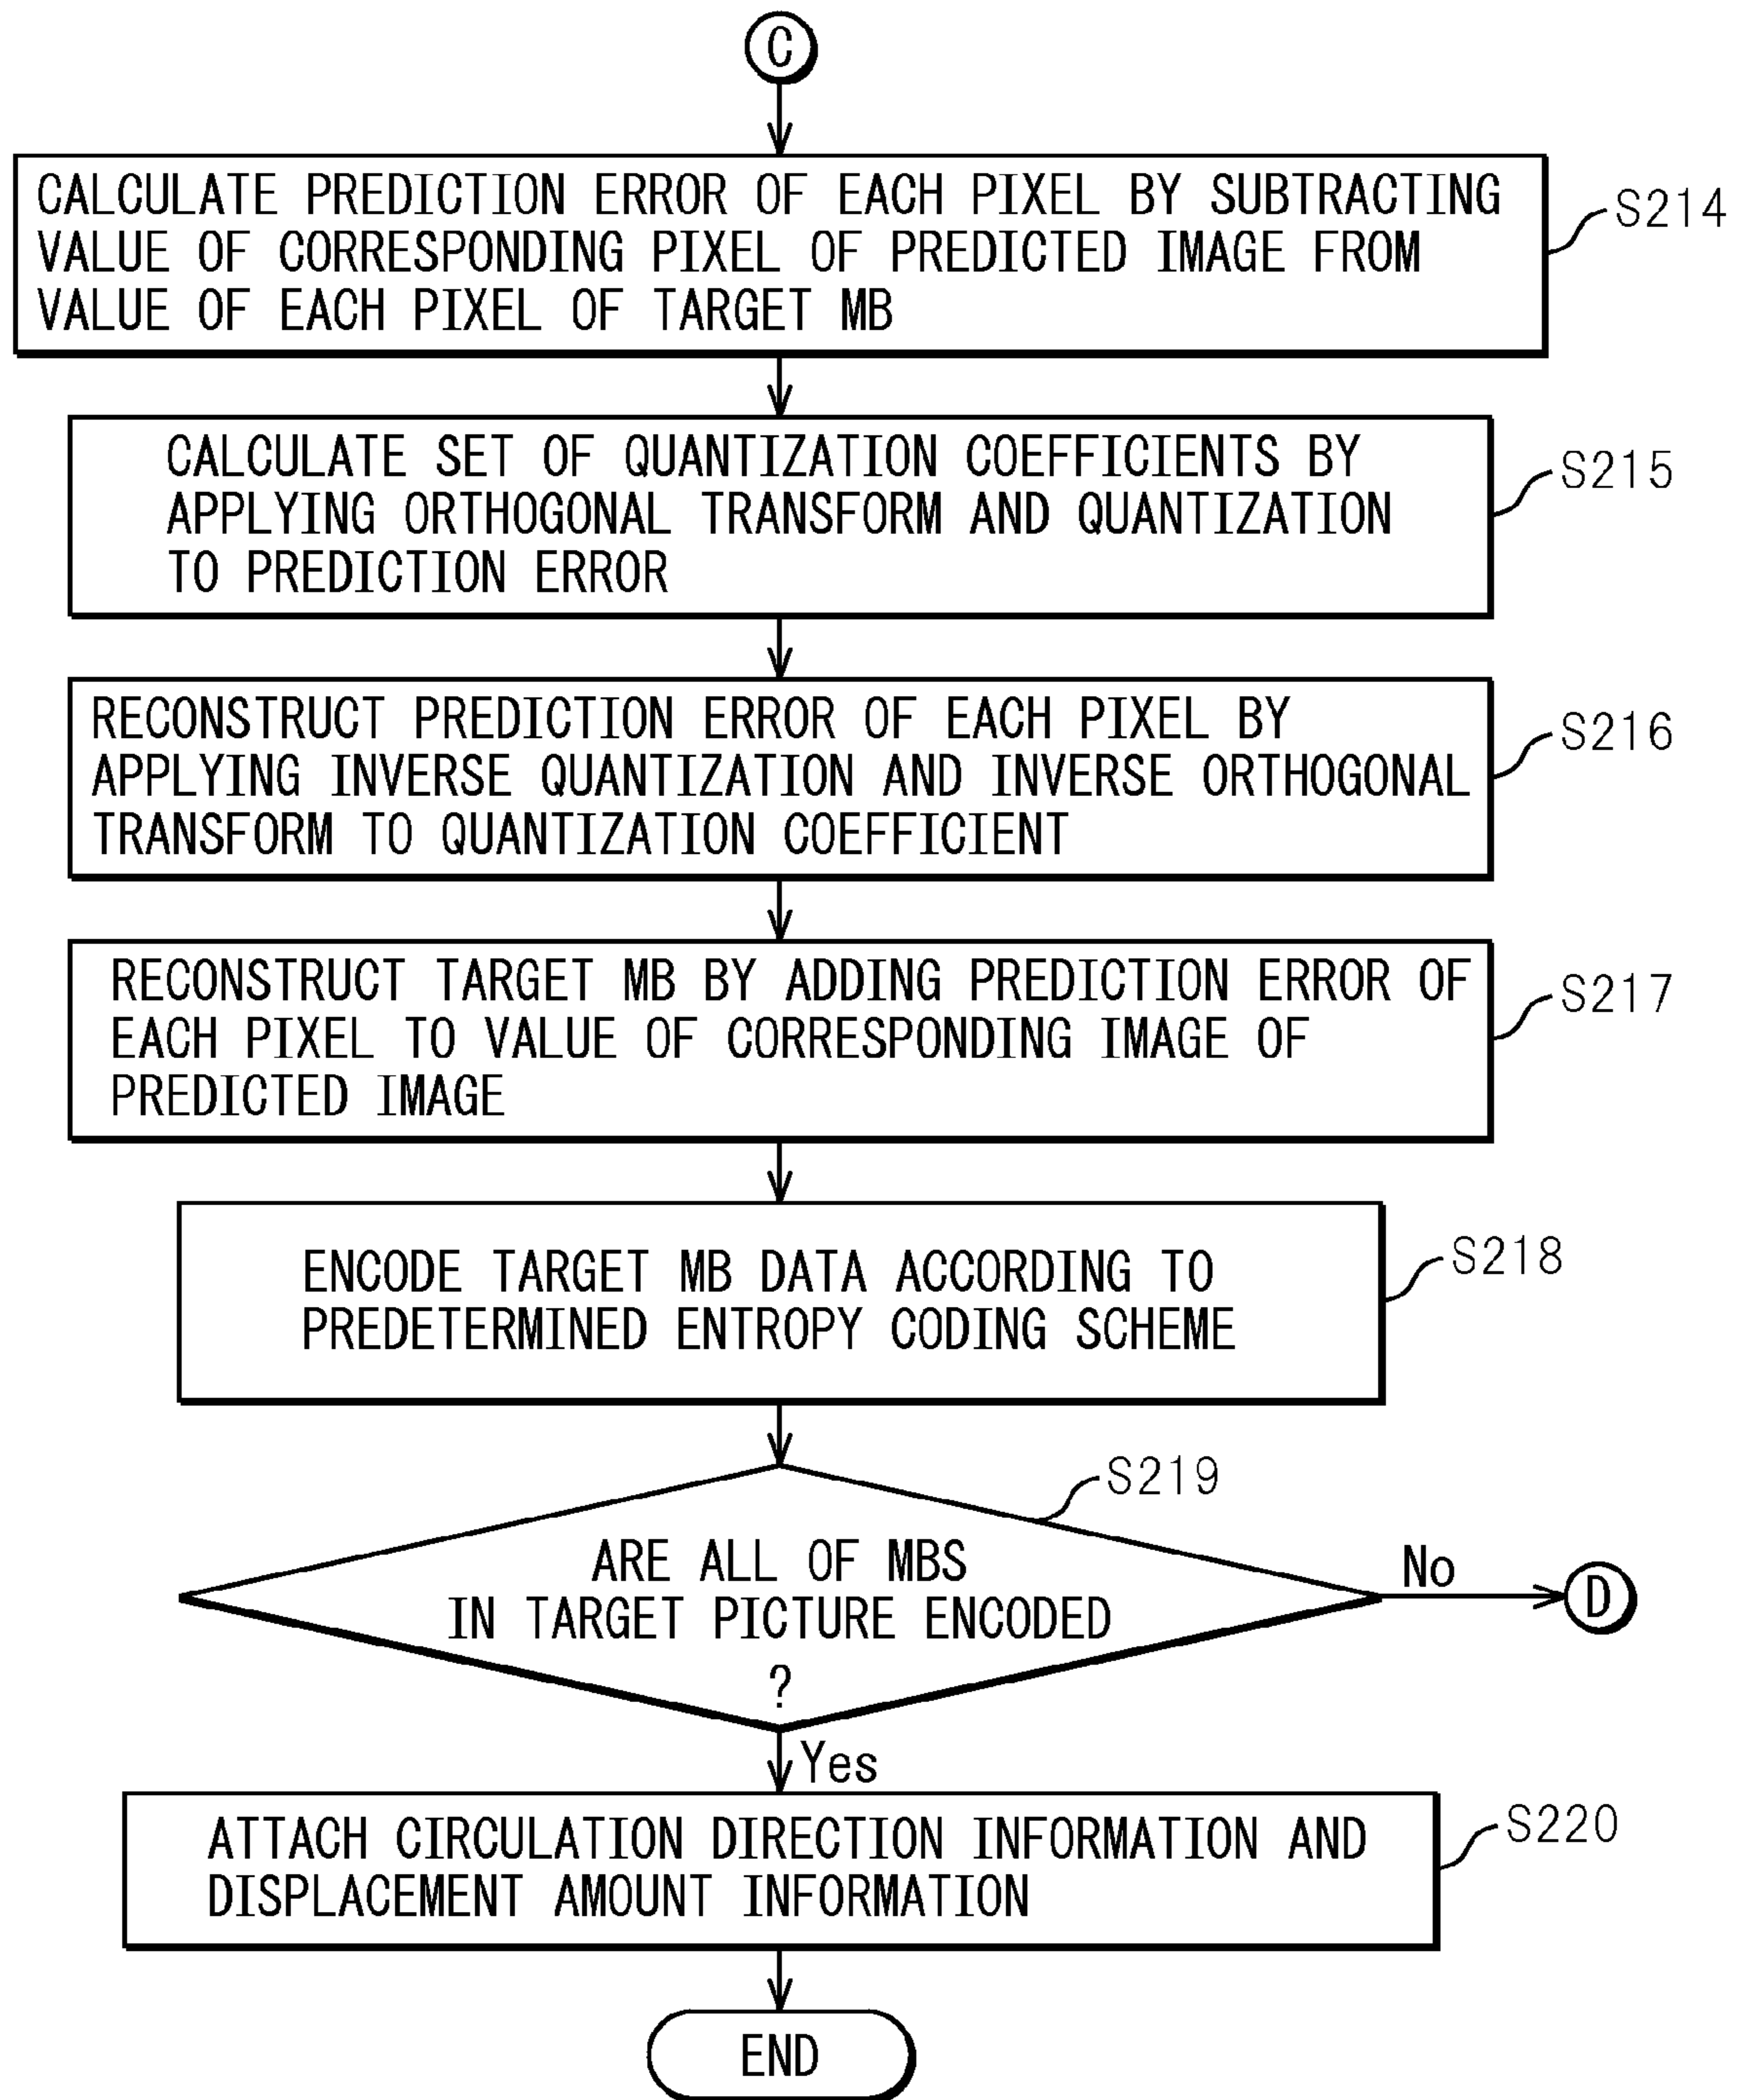 C
CALCULATE PREDICTION ERROR OF EACH PIXEL BY SUBTRACTING
VALUE OF CORRESPONDING PIXEL OF PREDICTED IMAGE FROM
VALUE OF EACH PIXEL OF TARGET MB
S214
CALCULATE SET OF QUANTIZATION COEFFICIENTS BY
APPLYING ORTHOGONAL TRANSFORM AND QUANTIZATION
TO PREDICTION ERROR
S215
RECONSTRUCT PREDICTION ERROR OF EACH PIXEL BY
APPLYING INVERSE QUANTIZATION AND INVERSE ORTHOGONAL
TRANSFORM TO QUANTIZATION COEFFICIENT
S216
RECONSTRUCT TARGET MB BY ADDING PREDICTION ERROR OF
EACH PIXEL TO VALUE OF CORRESPONDING IMAGE OF
PREDICTED IMAGE
S217
ENCODE TARGET MB DATA ACCORDING TO
PREDETERMINED ENTROPY CODING SCHEME
S218
S219
ARE ALL OF MBS
IN TARGET PICTURE ENCODED
?
No
D
Yes
ATTACH CIRCULATION DIRECTION INFORMATION AND
DISPLACEMENT AMOUNT INFORMATION
S220
END